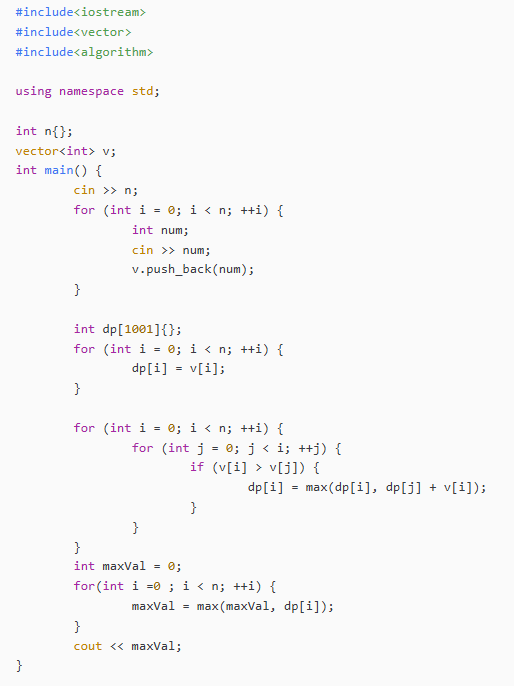 #include<iostream>
#include<vector>
#include<algorithm>
using namespace std;
int n{};
vector<int> v;
int main() {
cin >> n;
for (int i = 0; i < n; ++i) {
int num;
cin >> num;
v.push_back(num);
}
int dp[1001]{};
for (int i = 0; i < n; ++i) {
dp[i] = v[i];
}
for (int i = 0; i < n; ++i) {
for (int j = 0; j < i; ++j) {
if (v[i] > v[j]) {
dp[i] = max(dp[i], dp[j] + v[i]);
}
}
}
int maxVal = 0;
for(int i =0 ; i < n; ++i) {
maxVal = max(maxVal, dp[i]);
}
cout << maxVal;
}